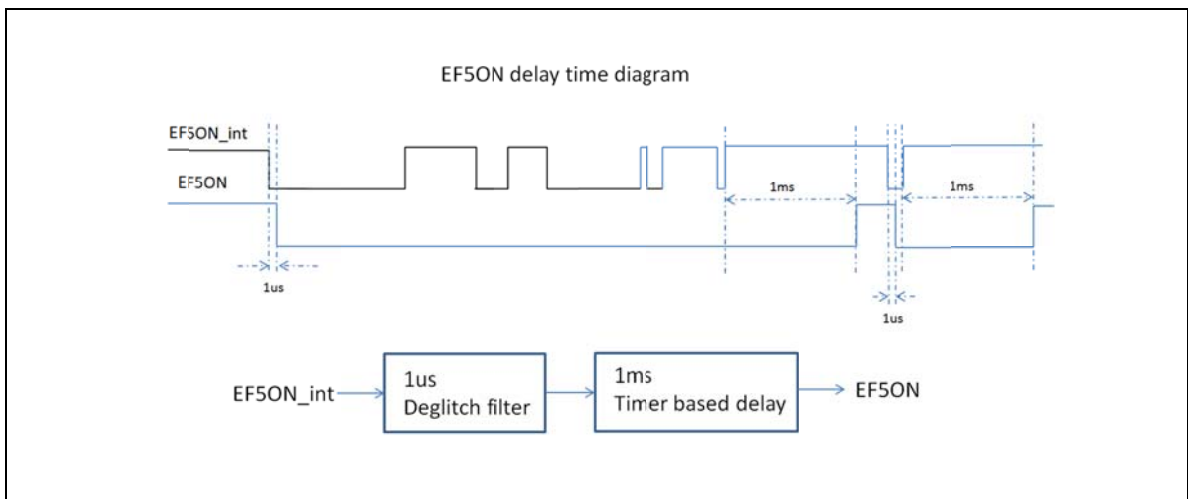 EF5ON delay time diagram
EF5ON_int
EF5ON
1ms
1ms
1us
1us
EF5ON_int
1us
Deglitch filter
1ms
Timer based delay
EF5ON